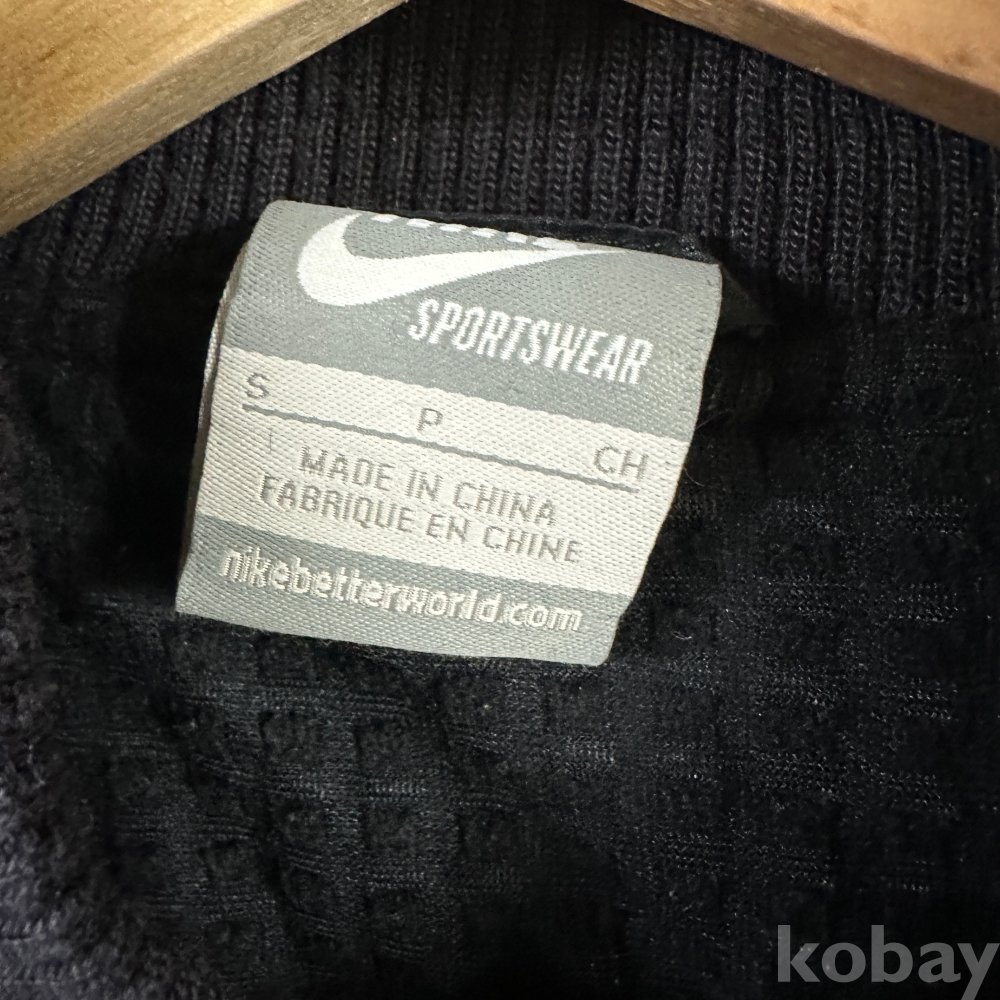 SPORTSWEAR
S P CH
MADE IN CHINA
FABRIQUE EN CHINE
nikebetterworld.com
kobay